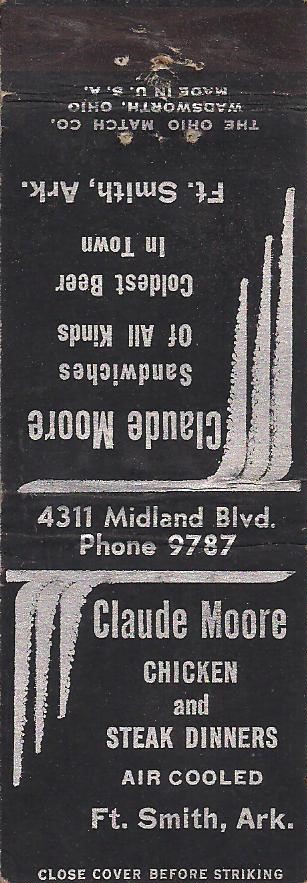 THE OHIO MATCH CO.
WADSWORTH, OHIO
MADE IN U. S. A.
Claude Moore
Sandwiches
Of All Kinds
Coldest Beer
In Town
Ft. Smith, Ark.
4311 Midland Blvd.
Phone 9787
Claude Moore
CHICKEN
and
STEAK DINNERS
AIR COOLED
Ft. Smith, Ark.
CLOSE COVER BEFORE STRIKING